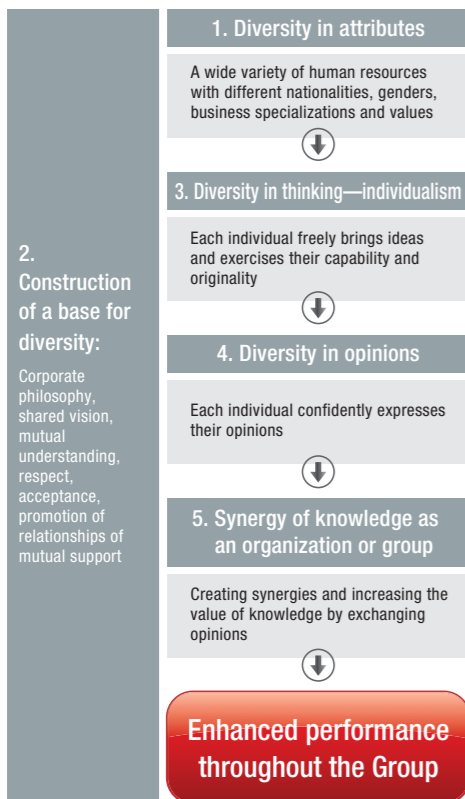 1. Diversity in attributes
A wide variety of human resources
with different nationalities, genders,
business specializations and values
2.
Construction
of a base for
diversity:
Corporate
philosophy,
shared vision,
mutual
understanding,
respect,
acceptance,
promotion of
relationships of
mutual support
3. Diversity in thinking—individualism
Each individual freely brings ideas
and exercises their capability and
originality
4. Diversity in opinions
Each individual confidently expresses
their opinions
5. Synergy of knowledge as
an organization or group
Creating synergies and increasing the
value of knowledge by exchanging
opinions
Enhanced performance
throughout the Group